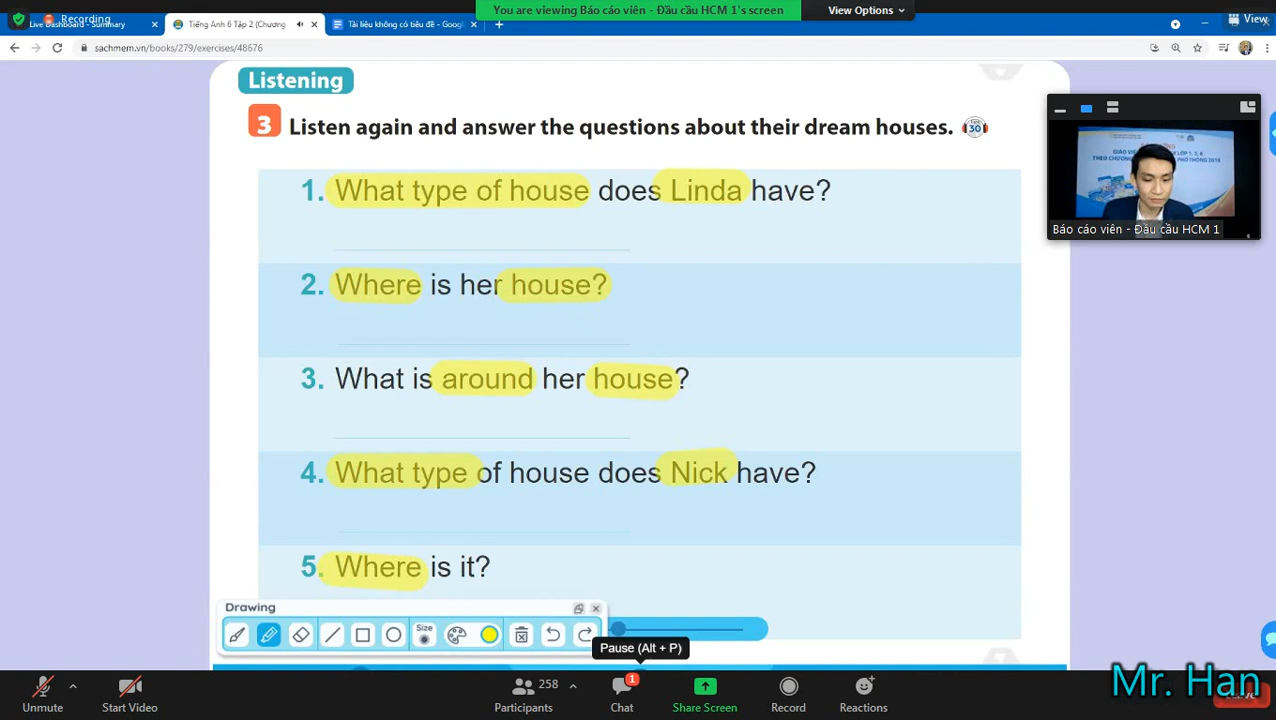 You are viewing Báo cáo viên - Đầu cầu HCM 1's screen
View Options
Live Dashboard - Summary
Recording
Tiếng Anh 6 Tập 2 (Chương
Tài liệu không có tiêu đề - Goog
View
sachmem.vn/books/279/exercises/48676
Listening
3 Listen again and answer the questions about their dream houses. 30
1. What type of house does Linda have?
2. Where is her house?
3. What is around her house?
4. What type of house does Nick have?
5. Where is it?
Báo cáo viên - Đầu cầu HCM 1
Drawing
Size
Pause (Alt + P)
Unmute
Start Video
258
Participants
1
Chat
Share Screen
Record
Reactions
Mr. Han